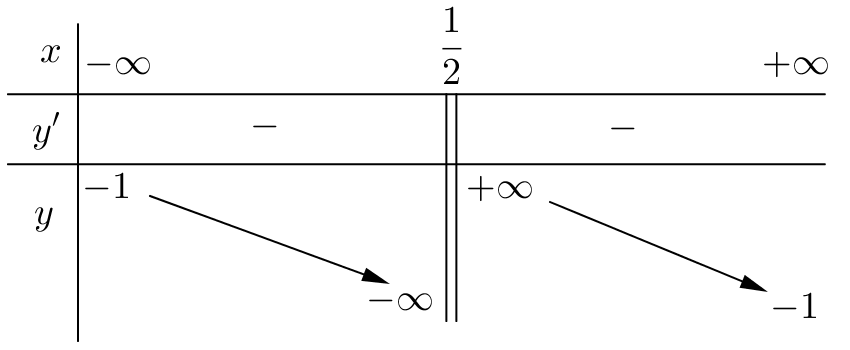 x −∞ 1/2 +∞
y′ − −
y −1 +∞
−∞ −1